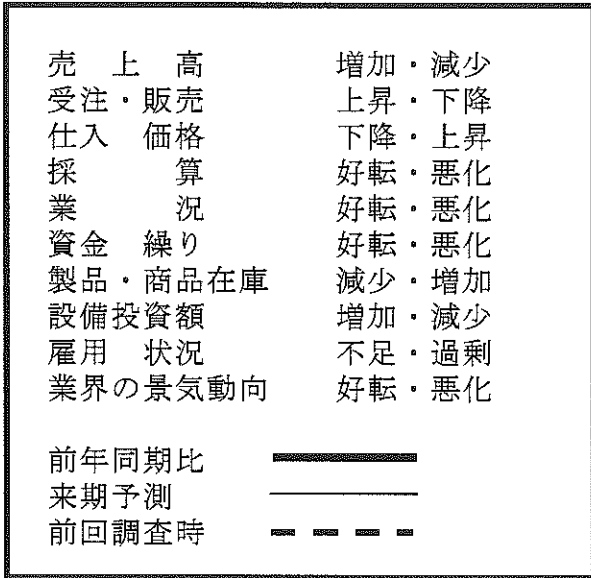 売上高 増加・減少
受注・販売 上昇・下降
仕入 価格 下降・上昇
採算 好転・悪化
業況 好転・悪化
資金 繰り 好転・悪化
製品・商品在庫 減少・増加
設備投資額 増加・減少
雇用 状況 不足・過剰
業界の景気動向 好転・悪化
前年同期比
来期予測
前回調査時